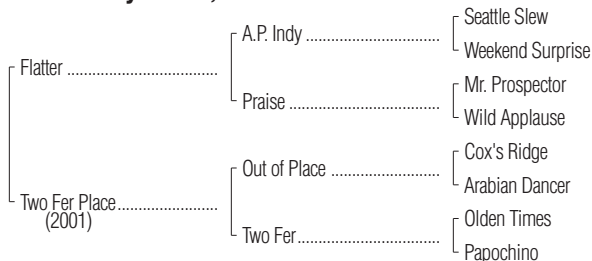 Seattle Slew
A.P. Indy ................................
Weekend Surprise
Flatter ....................................
Mr. Prospector
Praise ....................................
Wild Applause
Cox's Ridge
Out of Place ..........................
Arabian Dancer
Two Fer Place........................
(2001)
Olden Times
Two Fer..................................
Papochino